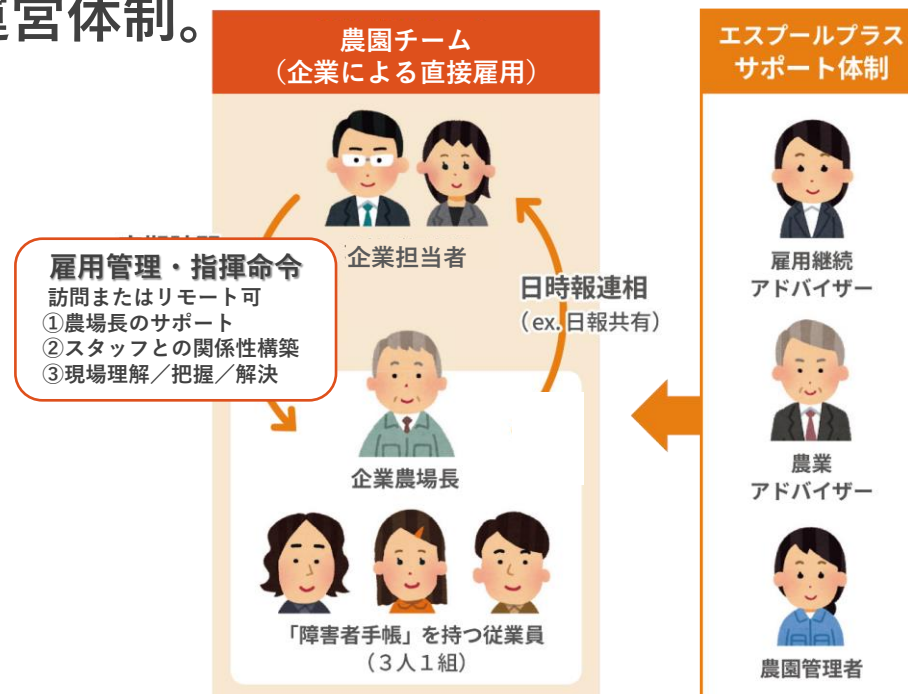 運営体制。
農園チーム
（企業による直接雇用）
企業担当者
雇用管理・指揮命令
訪問またはリモート可
①農場長のサポート
②スタッフとの関係性構築
③現場理解／把握／解決
日時報連相
（ex.日報共有）
企業農場長
「障害者手帳」を持つ従業員
（３人１組）
エスプールプラス
サポート体制
雇用継続
アドバイザー
農業
アドバイザー
農園管理者